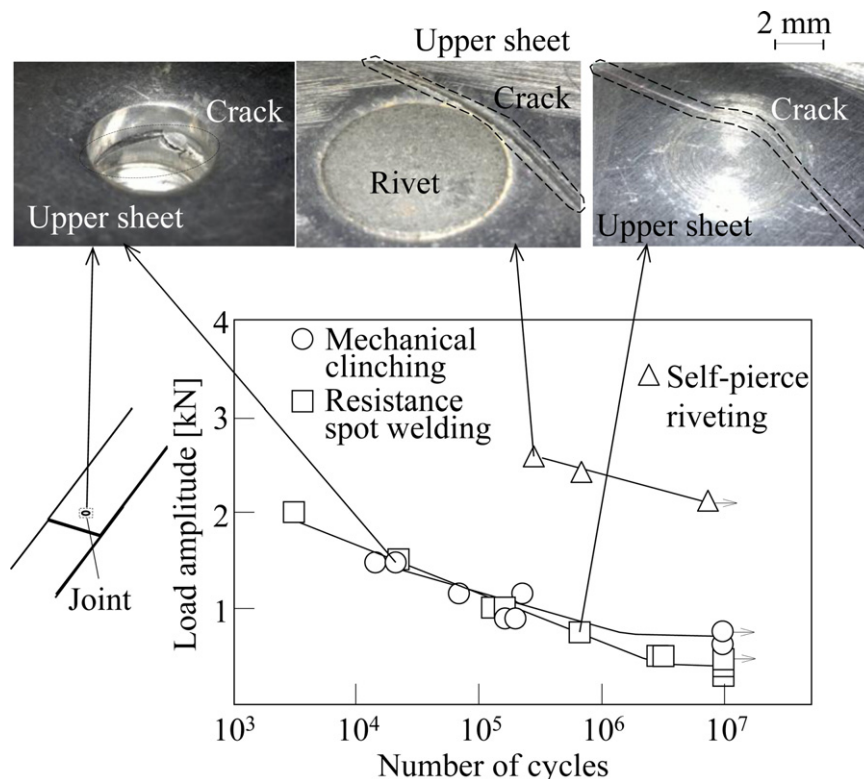 2 mm
Upper sheet
Crack
Crack
Crack
Rivet
Upper sheet
Upper sheet
4
Mechanical
clinching
Self-pierce
riveting
Resistance
spot welding
3
2
1
Load amplitude [kN]
Joint
10³
10⁴
10⁵
10⁶
10⁷
Number of cycles